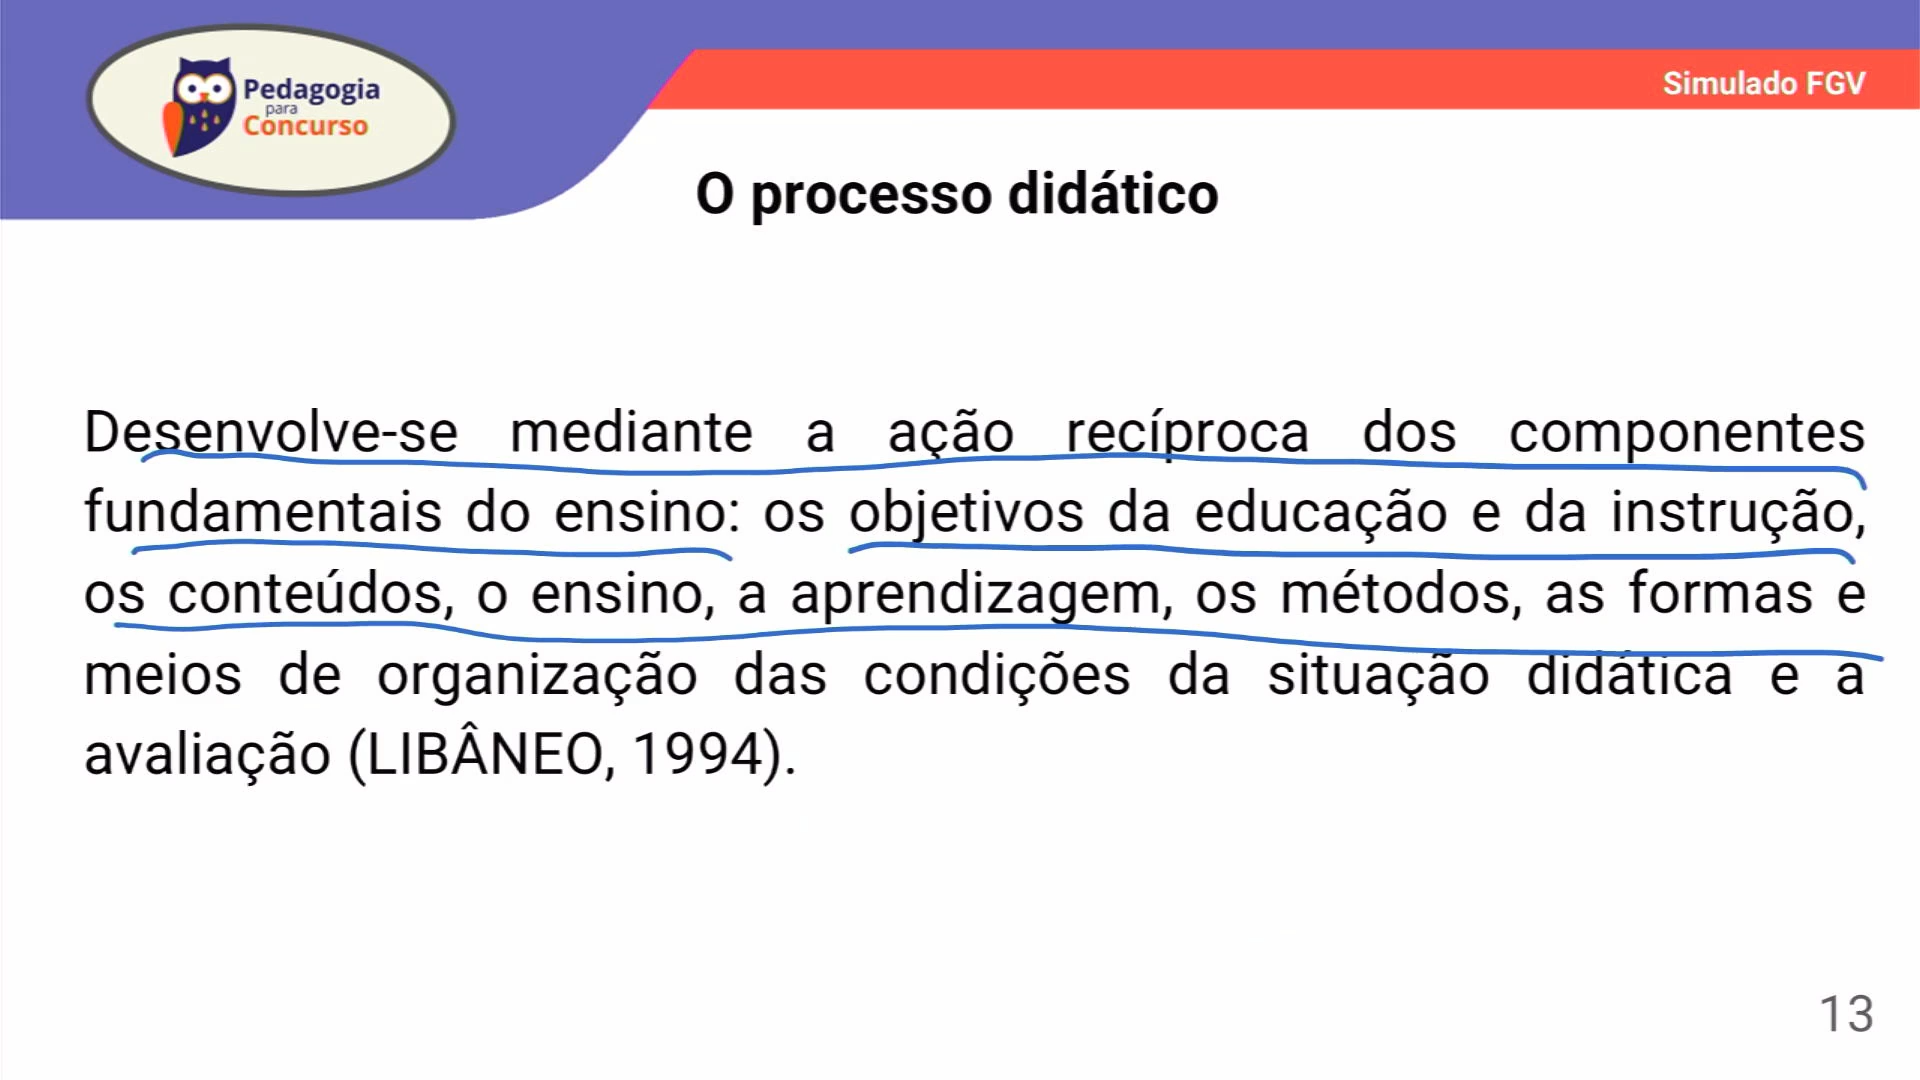 Pedagogia
para
Concurso
Simulado FGV
O processo didático
Desenvolve-se mediante a ação recíproca dos componentes
fundamentais do ensino: os objetivos da educação e da instrução,
os conteúdos, o ensino, a aprendizagem, os métodos, as formas e
meios de organização das condições da situação didática e a
avaliação (LIBÂNEO, 1994).
13